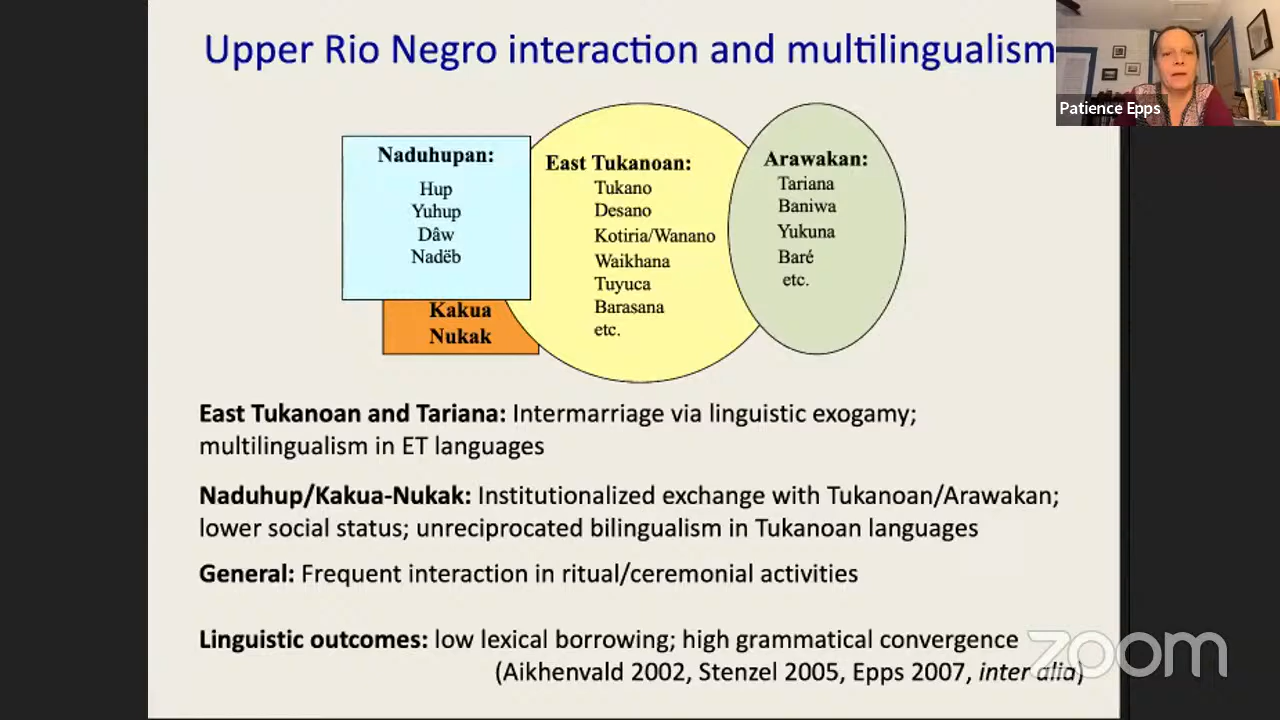 Upper Rio Negro interaction and multilingualism
Patience Epps
Naduhupan:
Hup
Yuhup
Dâw
Nadëb
Kakua
Nukak
East Tukanoan:
Tukano
Desano
Kotiria/Wanano
Waikhana
Tuyuca
Barasana
etc.
Arawakan:
Tariana
Baniwa
Yukuna
Baré
etc.
East Tukanoan and Tariana: Intermarriage via linguistic exogamy;
multilingualism in ET languages
Naduhup/Kakua-Nukak: Institutionalized exchange with Tukanoan/Arawakan;
lower social status; unreciprocated bilingualism in Tukanoan languages
General: Frequent interaction in ritual/ceremonial activities
Linguistic outcomes: low lexical borrowing; high grammatical convergence
(Aikhenvald 2002, Stenzel 2005, Epps 2007, inter alia)
zoom